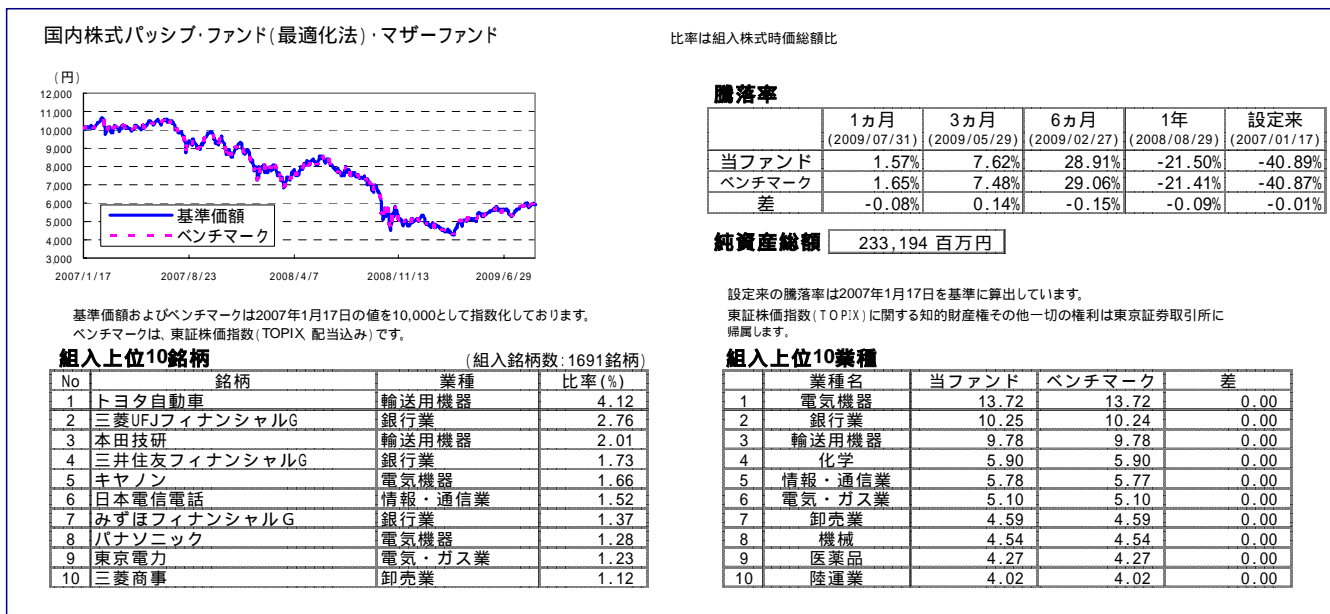 国内株式パッシブ・ファンド(最適化法)・マザーファンド
比率は組入株式時価総額比
(円)
12,000
11,000
10,000
9,000
8,000
7,000
6,000
5,000
4,000
3,000
基準価額
ベンチマーク
2007/1/17 2007/8/23 2008/4/7 2008/11/13 2009/6/29
基準価額およびベンチマークは2007年1月17日の値を10,000として指数化しております。
ベンチマークは、東証株価指数(TOPIX、配当込み)です。
騰落率
1ヵ月 3ヵ月 6ヵ月 1年 設定来
(2009/07/31) (2009/05/29) (2009/02/27) (2008/08/29) (2007/01/17)
当ファンド 1.57% 7.62% 28.91% -21.50% -40.89%
ベンチマーク 1.65% 7.48% 29.06% -21.41% -40.87%
差 -0.08% 0.14% -0.15% -0.09% -0.01%
純資産総額 233,194 百万円
設定来の騰落率は2007年1月17日を基準に算出しています。
東証株価指数(TOPIX)に関する知的財産権その他一切の権利は東京証券取引所に
帰属します。
組入上位10銘柄 (組入銘柄数:1691銘柄)
No 銘柄 業種 比率(%)
1 トヨタ自動車 輸送用機器 4.12
2 三菱UFJフィナンシャルG 銀行業 2.76
3 本田技研 輸送用機器 2.01
4 三井住友フィナンシャルG 銀行業 1.73
5 キヤノン 電気機器 1.66
6 日本電信電話 情報・通信業 1.52
7 みずほフィナンシャルG 銀行業 1.37
8 パナソニック 電気機器 1.28
9 東京電力 電気・ガス業 1.23
10 三菱商事 卸売業 1.12
組入上位10業種
業種名 当ファンド ベンチマーク 差
1 電気機器 13.72 13.72 0.00
2 銀行業 10.25 10.24 0.00
3 輸送用機器 9.78 9.78 0.00
4 化学 5.90 5.90 0.00
5 情報・通信業 5.78 5.77 0.00
6 電気・ガス業 5.10 5.10 0.00
7 卸売業 4.59 4.59 0.00
8 機械 4.54 4.54 0.00
9 医薬品 4.27 4.27 0.00
10 陸運業 4.02 4.02 0.00